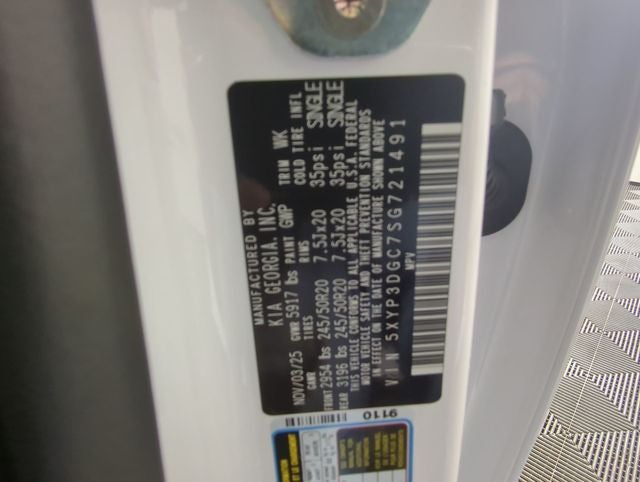 MANUFACTURED BY
KIA GEORGIA, INC.
NOV/03/25 GVWR 5917 lbs PAINT GWP TRIM WK
GAWR TIRES RIMS COLD TIRE INFL
FRONT 2954 lbs 245/50R20 7.5Jx20 35psi SINGLE
REAR 3196 lbs 245/50R20 7.5Jx20 35psi SINGLE
THIS VEHICLE CONFORMS TO ALL APPLICABLE U.S.A. FEDERAL
MOTOR VEHICLE SAFETY AND THEFT PREVENTION STANDARDS
IN EFFECT ON THE DATE OF MANUFACTURE SHOWN ABOVE
VIN 5XYP3DGC7SG721491
MPV
9110